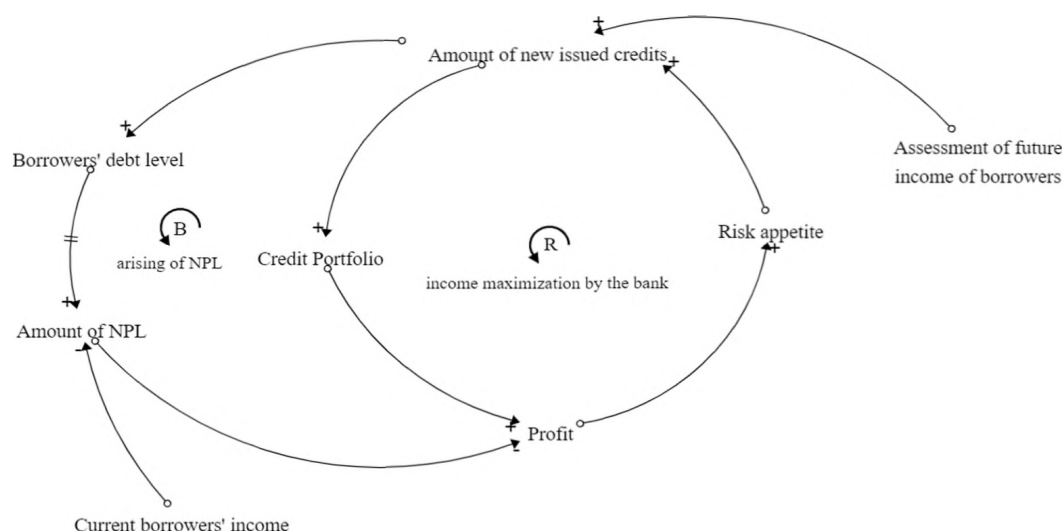 Amount of new issued credits
Borrowers' debt level
Assessment of future
income of borrowers
B
arising of NPL
Credit Portfolio
R
income maximization by the bank
Risk appetite
Amount of NPL
Profit
Current borrowers' income
+
+
+
+
+
+
-
+
-
+